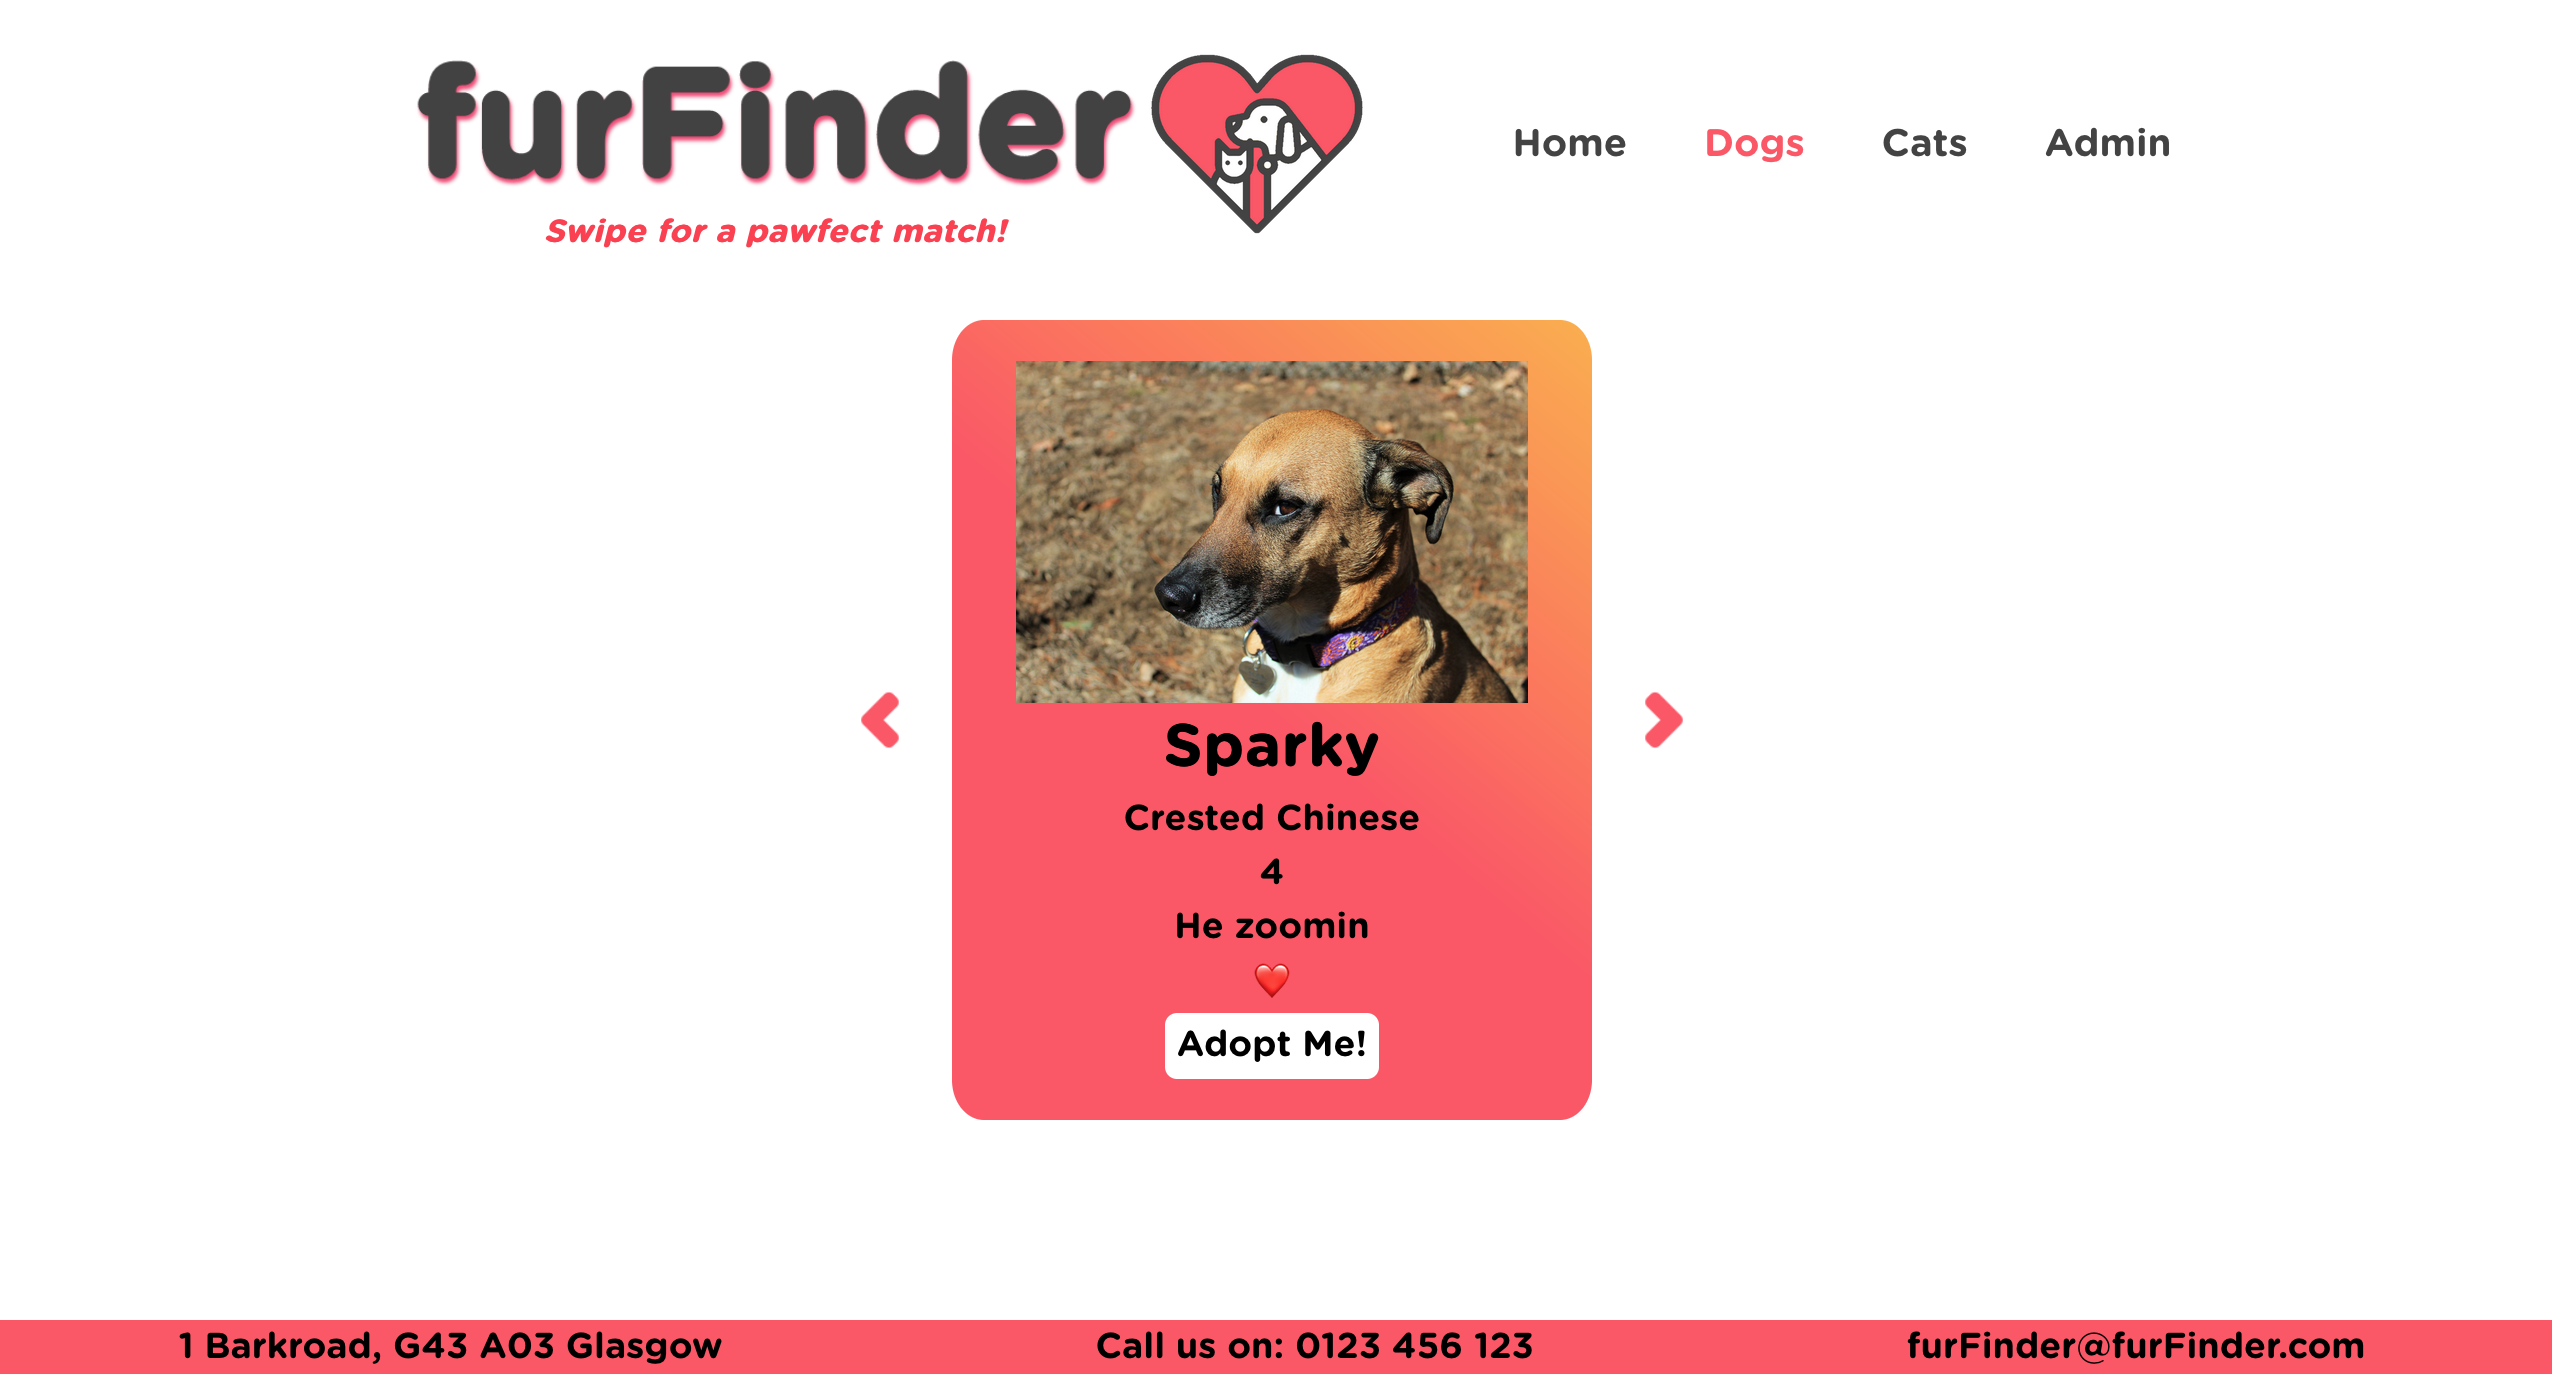 furFinder
Swipe for a pawfect match!
Home Dogs Cats Admin
Sparky
Crested Chinese
4
He zoomin
❤️
Adopt Me!
1 Barkroad, G43 A03 Glasgow Call us on: 0123 456 123 furFinder@furFinder.com